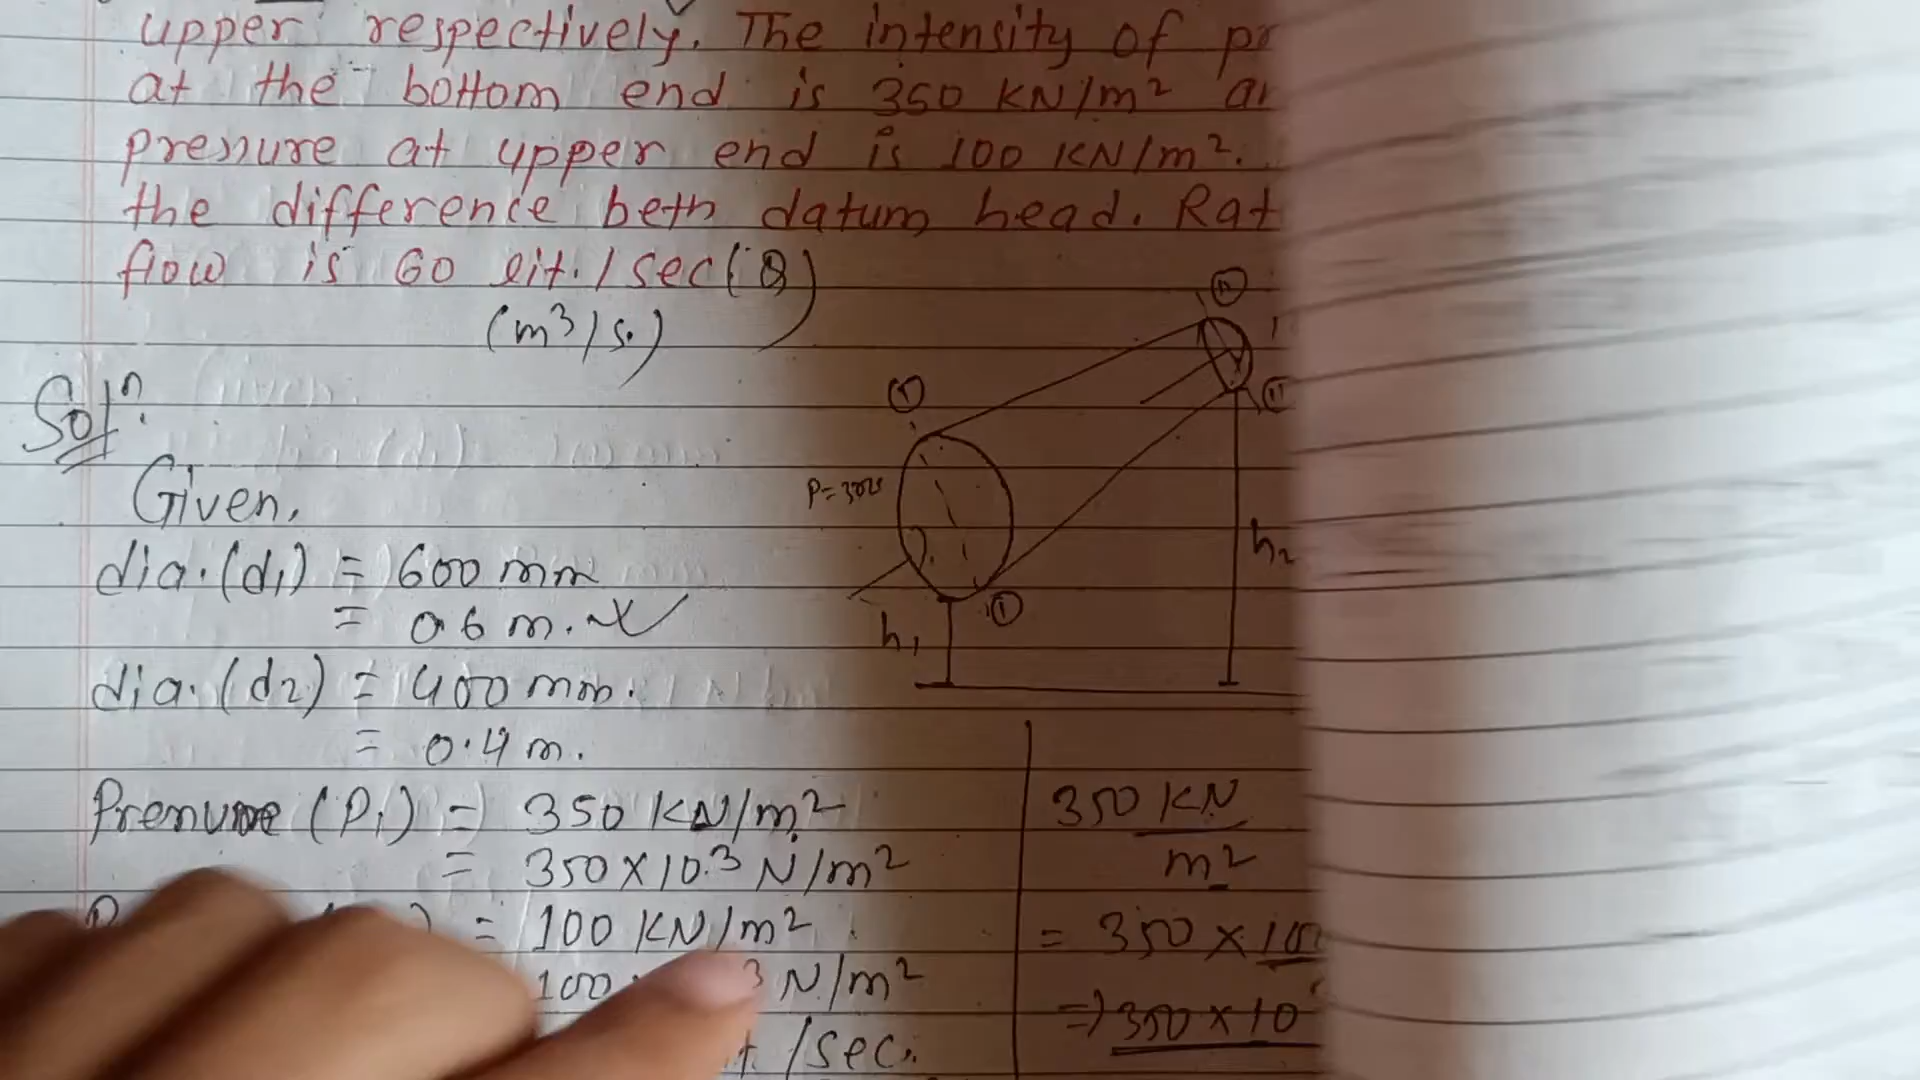 upper respectively. The intensity of pr
at the bottom end is 350 KN/m²
pressure at upper end is 100 KN/m².
the difference betn datum head. Rat
flow is 60 lit./sec (Q)
(m³/s.)
Solⁿ.
Given,
dia.(d₁) = 600 mm
= 0.6 m.
dia.(d₂) = 400 mm.
= 0.4 m.
Pressure (P₁) = 350 KN/m²
= 350×10³ N/m²
= 100 KN/m²
100 3 N/m²
/sec.
h₁
h₂
350 KN
m²
= 350 × 10
=> 350 × 10